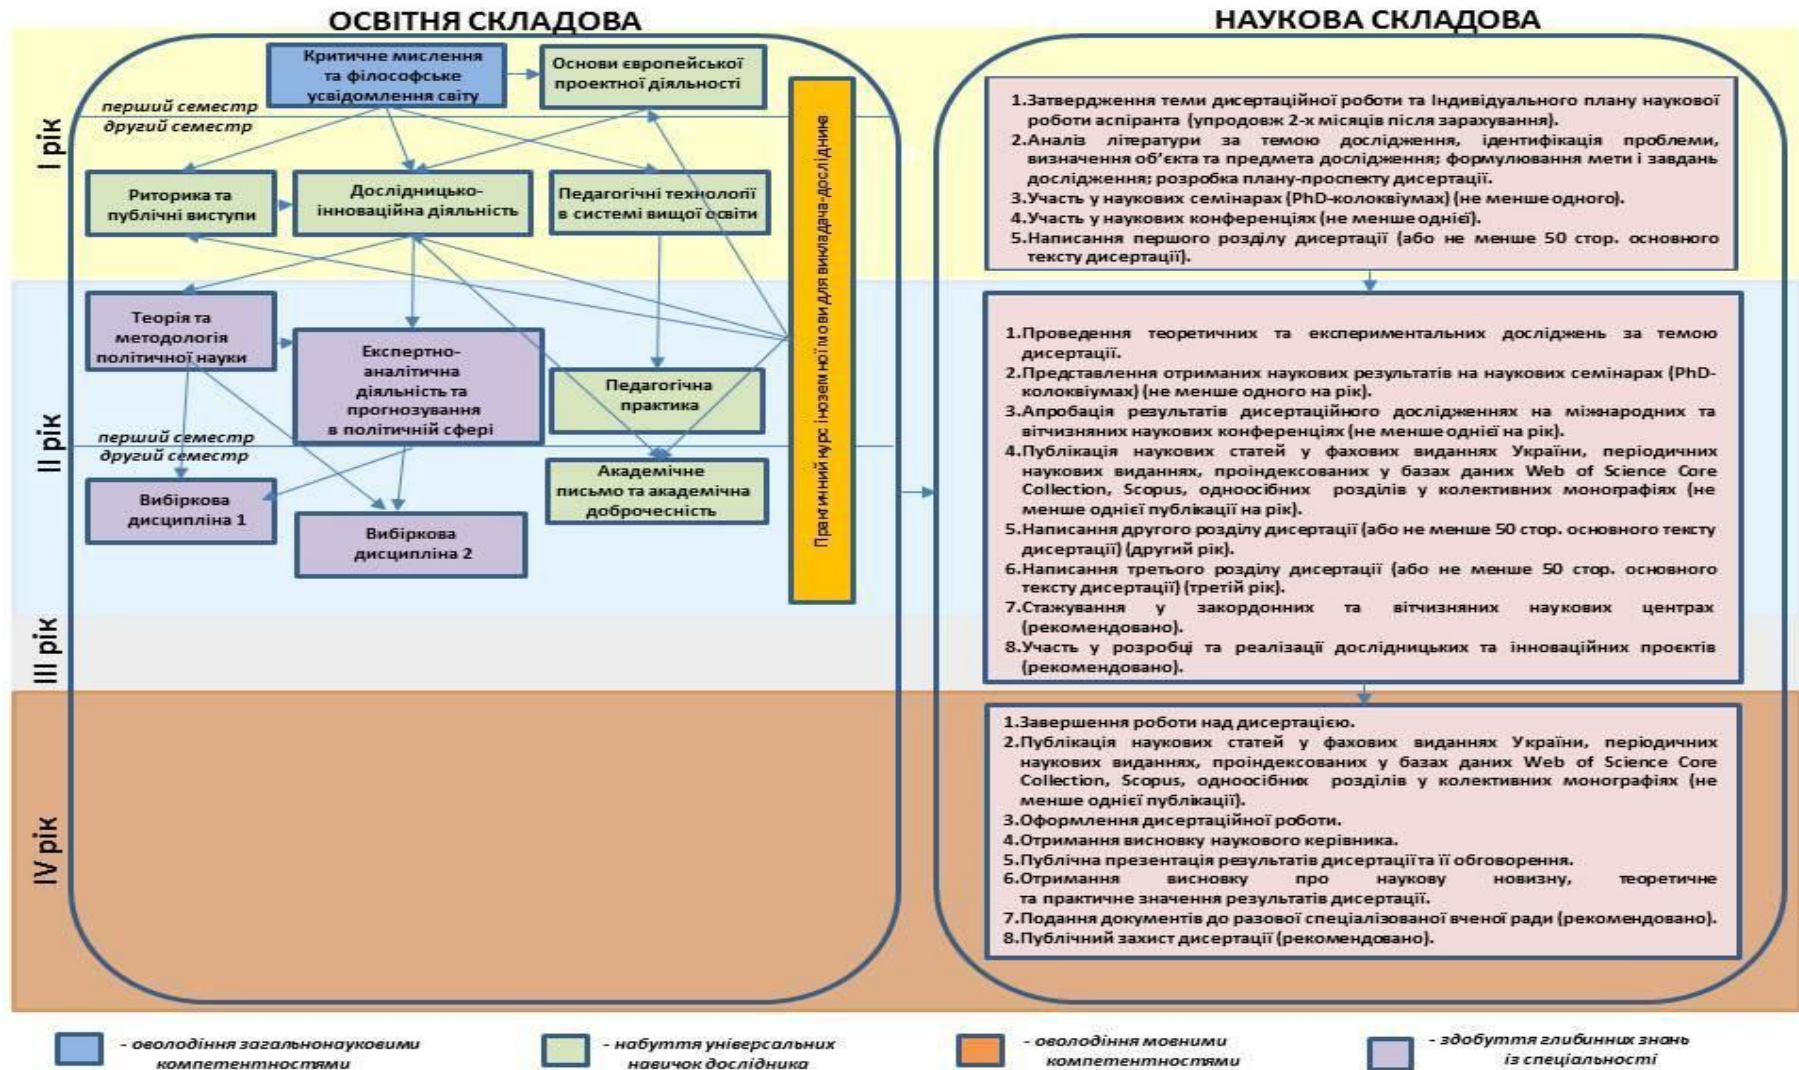 ОСВІТНЯ СКЛАДОВА
НАУКОВА СКЛАДОВА
I рік
II рік
III рік
IV рік
Критичне мислення
та філософське
усвідомлення світу
Основи європейської
проектної діяльності
перший семестр
другий семестр
Риторика та
публічні виступи
Дослідницько-
інноваційна діяльність
Педагогічні технології
в системі вищої освіти
Теорія та
методологія
політичної науки
Експертно-
аналітична
діяльність та
прогнозування
в політичній сфері
Педагогічна
практика
перший семестр
другий семестр
Вибіркова
дисципліна 1
Вибіркова
дисципліна 2
Академічне
письмо та академічна
доброчесність
Практичний курс іноземної мови для викладача-дослідника
1.Затвердження теми дисертаційної роботи та Індивідуального плану наукової
роботи аспіранта (упродовж 2-х місяців після зарахування).
2.Аналіз літератури за темою дослідження, ідентифікація проблеми,
визначення об’єкта та предмета дослідження; формулювання мети і завдань
дослідження; розробка плану-проспекту дисертації.
3.Участь у наукових семінарах (PhD-колоквіумах) (не менше одного).
4.Участь у наукових конференціях (не менше однієї).
5.Написання першого розділу дисертації (або не менше 50 стор. основного
тексту дисертації).
1.Проведення теоретичних та експериментальних досліджень за темою
дисертації.
2.Представлення отриманих наукових результатів на наукових семінарах (PhD-
колоквіумах) (не менше одного на рік).
3.Апробація результатів дисертаційного дослідженнях на міжнародних та
вітчизняних наукових конференціях (не менше однієї на рік).
4.Публікація наукових статей у фахових виданнях України, періодичних
наукових виданнях, проіндексованих у базах даних Web of Science Core
Collection, Scopus, одноосібних розділів у колективних монографіях (не
менше однієї публікації на рік).
5.Написання другого розділу дисертації (або не менше 50 стор. основного тексту
дисертації) (другий рік).
6.Написання третього розділу дисертації (або не менше 50 стор. основного
тексту дисертації) (третій рік).
7.Стажування у закордонних та вітчизняних наукових центрах
(рекомендовано).
8.Участь у розробці та реалізації дослідницьких та інноваційних проєктів
(рекомендовано).
1.Завершення роботи над дисертацією.
2.Публікація наукових статей у фахових виданнях України, періодичних
наукових виданнях, проіндексованих у базах даних Web of Science Core
Collection, Scopus, одноосібних розділів у колективних монографіях (не
менше однієї публікації).
3.Оформлення дисертаційної роботи.
4.Отримання висновку наукового керівника.
5.Публічна презентація результатів дисертації та її обговорення.
6.Отримання висновку про наукову новизну, теоретичне
та практичне значення результатів дисертації.
7.Подання документів до разової спеціалізованої вченої ради (рекомендовано).
8.Публічний захист дисертації (рекомендовано).
- оволодіння загальнонауковими
компетентностями
- набуття універсальних
навичок дослідника
- оволодіння мовними
компетентностями
- здобуття глибинних знань
із спеціальності